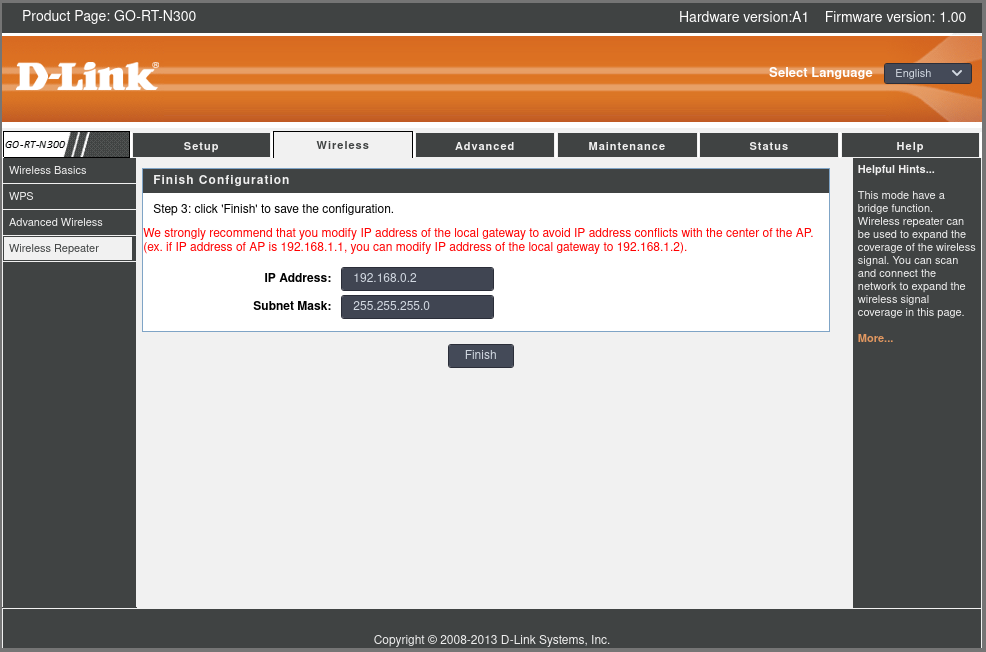 Product Page: GO-RT-N300
Hardware version:A1 Firmware version: 1.00
D-Link®
Select Language English
GO-RT-N300
Setup Wireless Advanced Maintenance Status Help
Wireless Basics
WPS
Advanced Wireless
Wireless Repeater
Finish Configuration
Step 3: click 'Finish' to save the configuration.
We strongly recommend that you modify IP address of the local gateway to avoid IP address conflicts with the center of the AP.
(ex. if IP address of AP is 192.168.1.1, you can modify IP address of the local gateway to 192.168.1.2).
IP Address: 192.168.0.2
Subnet Mask: 255.255.255.0
Finish
Helpful Hints...
This mode have a
bridge function.
Wireless repeater can
be used to expand the
coverage of the wireless
signal. You can scan
and connect the
network to expand the
wireless signal
coverage in this page.
More...
Copyright © 2008-2013 D-Link Systems, Inc.